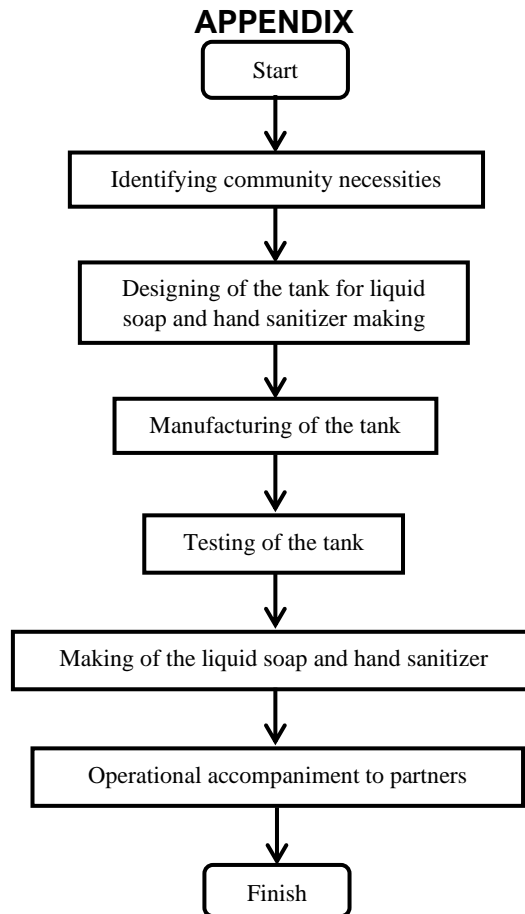 APPENDIX
Start
Identifying community necessities
Designing of the tank for liquid
soap and hand sanitizer making
Manufacturing of the tank
Testing of the tank
Making of the liquid soap and hand sanitizer
Operational accompaniment to partners
Finish